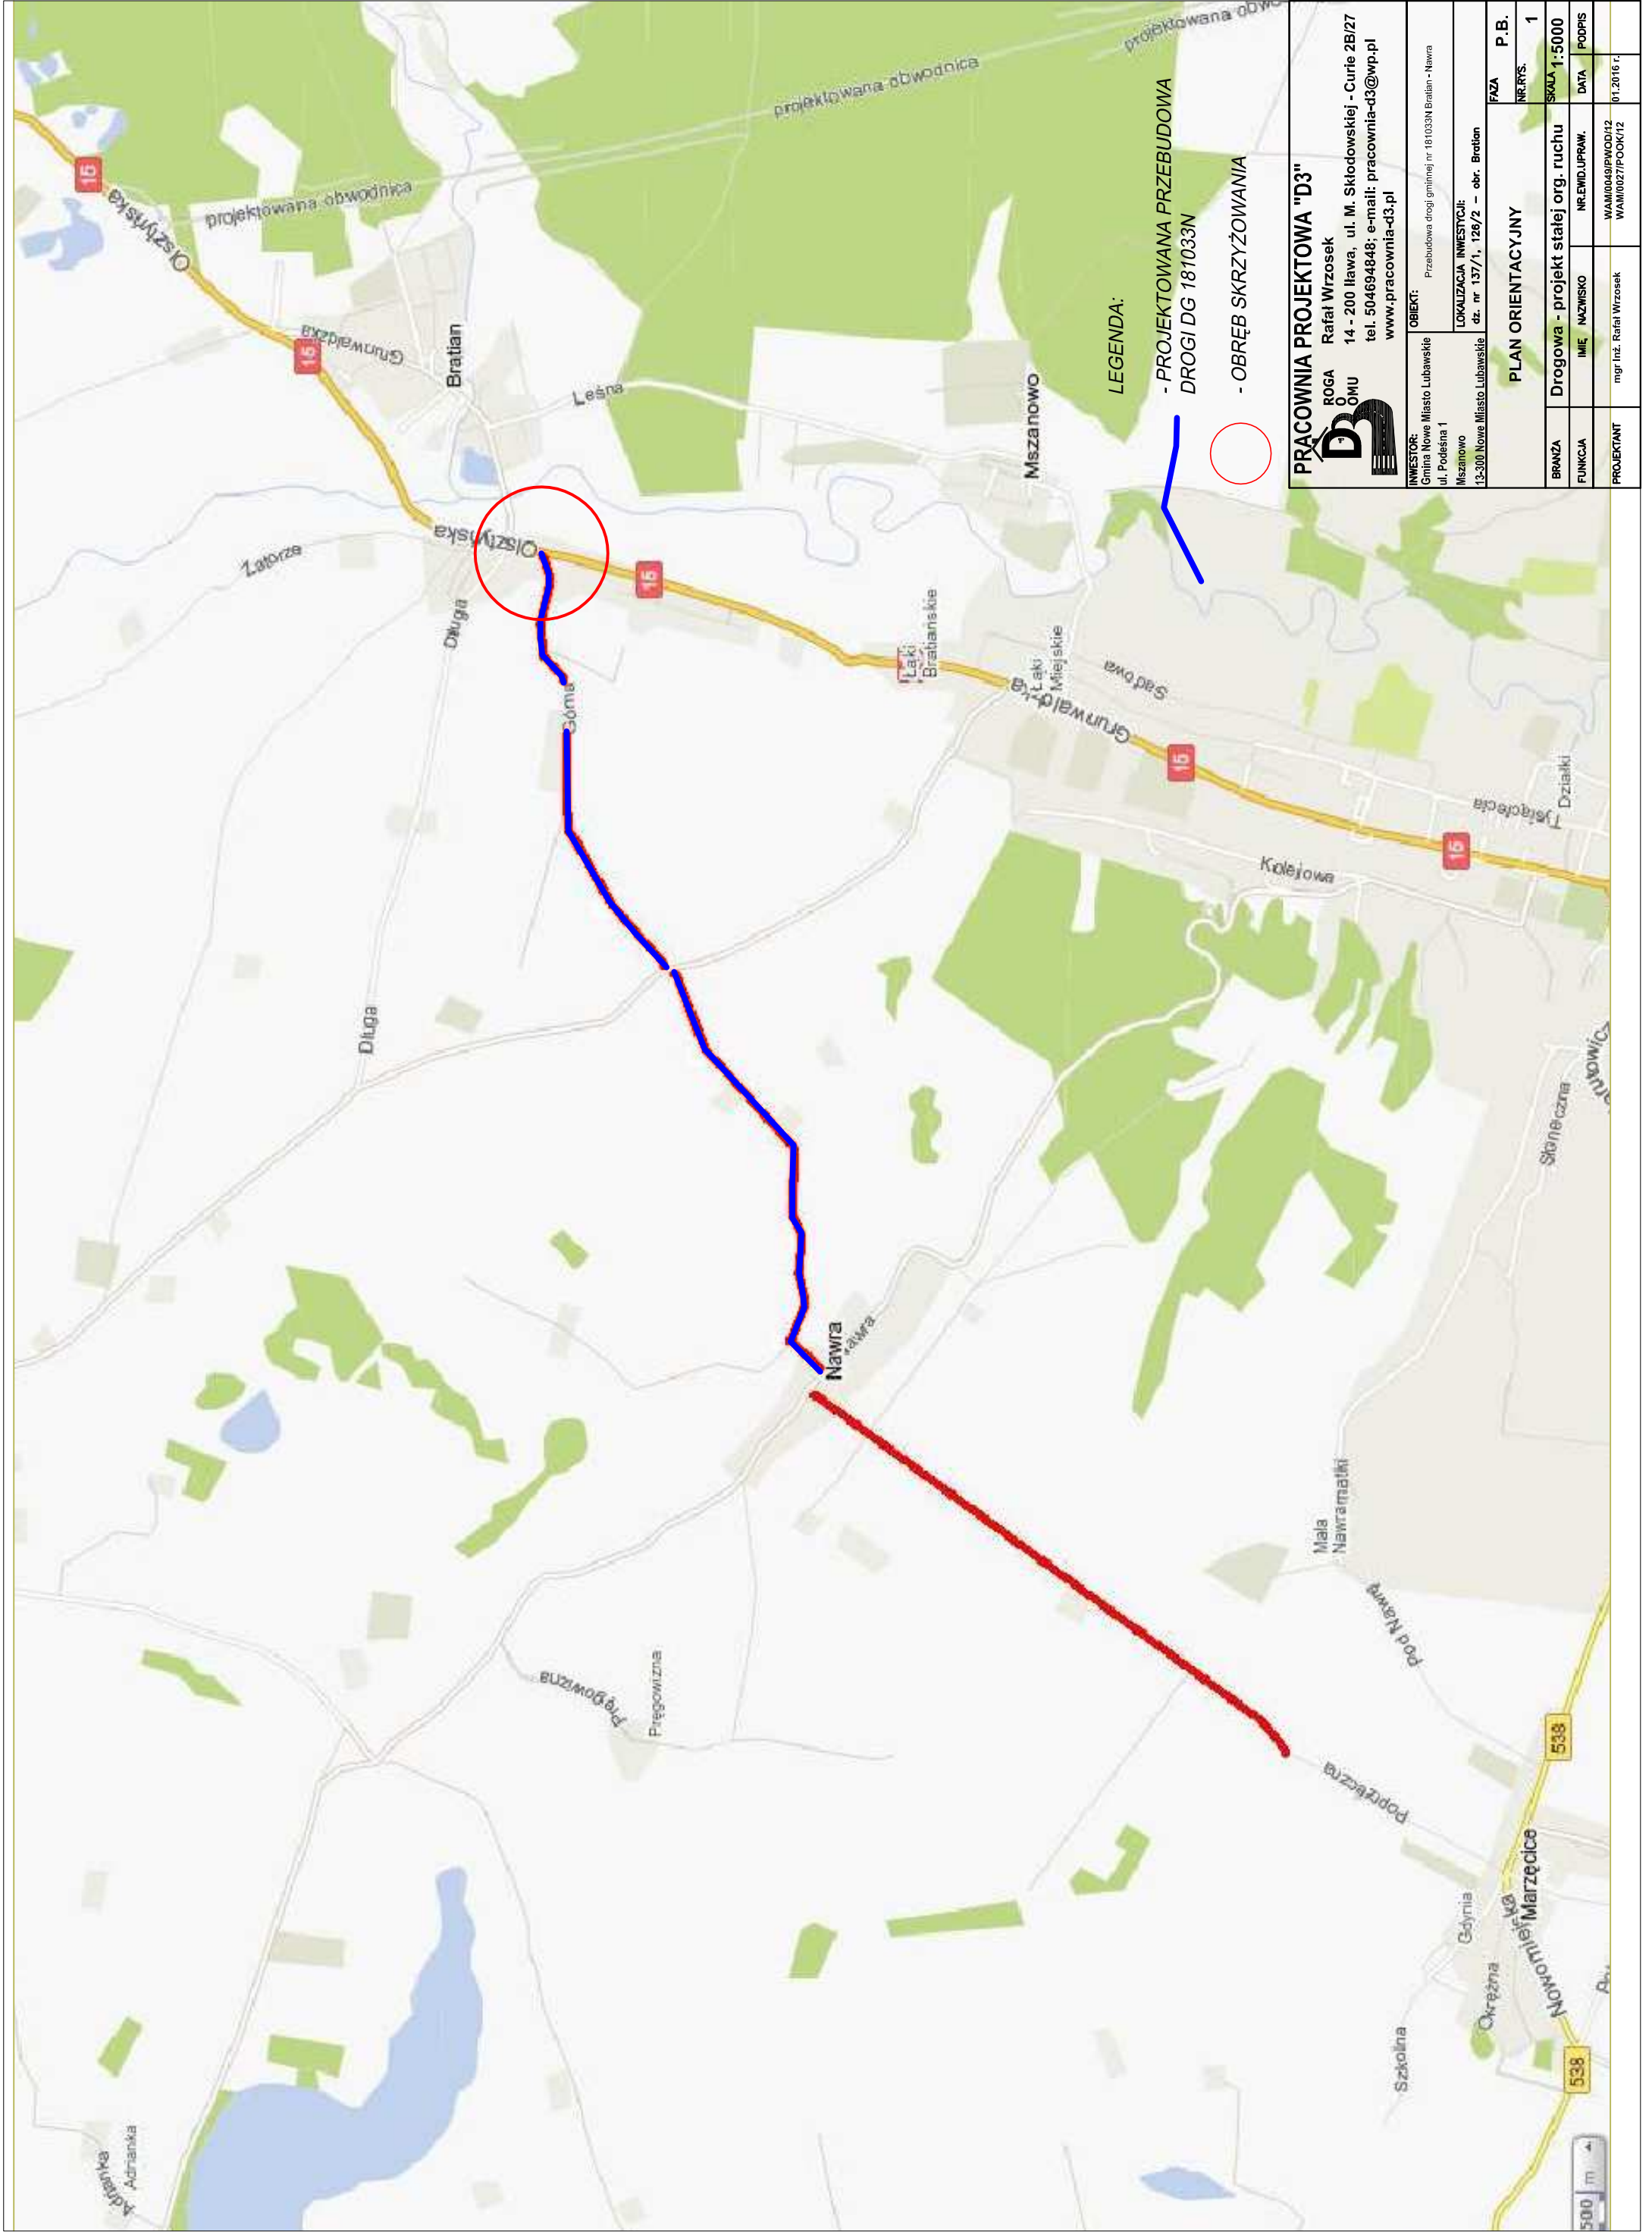 Adrianka
Adrianka
Olsztyńska
15
projektowana obwodnica
projektowana obwodnica
15
Grunwaldzka
Bratian
Leśna
Zatorze
Długa
Olsztyńska
15
Górna
Długa
Mszanowo
Łąki
Bratiańskie
Łąki
Miejskie
Sądowa
Grunwaldzka
15
Tysiąclecia
Działki
15
Kolejowa
Słoneczna
Nawra
Nawra
Pręgowizna
Pręgowizna
Mala
Nawramatki
Pod Nawrą
538
Poprzeczna
Marzęcice
Gdynia
Okrężna
Nowomiejska
Szkolna
538
500 m
LEGENDA:
- PROJEKTOWANA PRZEBUDOWA
DROGI DG 181033N
- OBRĘB SKRZYŻOWANIA
PRACOWNIA PROJEKTOWA "D3"
D3 ROGA
O
OMU
Rafał Wrzosek
14 - 200 Iława, ul. M. Skłodowskiej - Curie 2B/27
tel. 504694848; e-mail: pracownia-d3@wp.pl
www.pracownia-d3.pl
INWESTOR:
Gmina Nowe Miasto Lubawskie
ul. Podeśna 1
Mszanowo
13-300 Nowe Miasto Lubawskie
OBIEKT:
Przebudowa drogi gminnej nr 181033N Bratian - Nawra
LOKALIZACJA INWESTYCJI:
dz. nr 137/1, 126/2 - obr. Bratian
PLAN ORIENTACYJNY
FAZA P.B.
NR.RYS. 1
BRANŻA Drogowa - projekt stałej org. ruchu SKALA 1:5000
FUNKCJA IMIĘ NAZWISKO NR.EWID.UPRAW. DATA PODPIS
PROJEKTANT mgr inż. Rafał Wrzosek WAM/0049/PWOD/12 01.2016 r.
WAM/0027/POOK/12